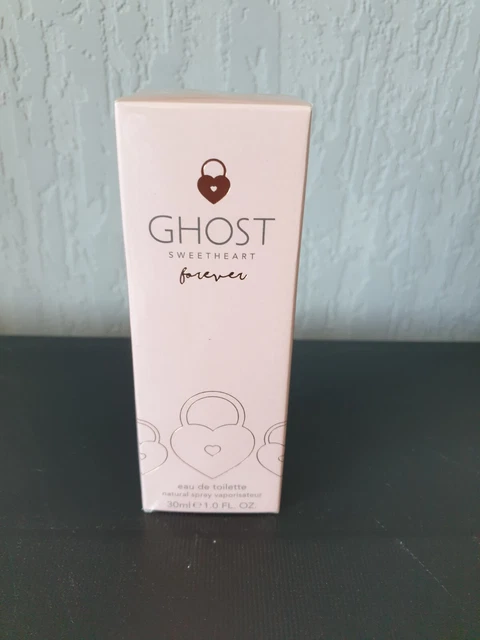 GHOST
SWEETHEART
forever
eau de toilette
natural spray vaporisateur
30ml ℮ 1.0 FL. OZ.